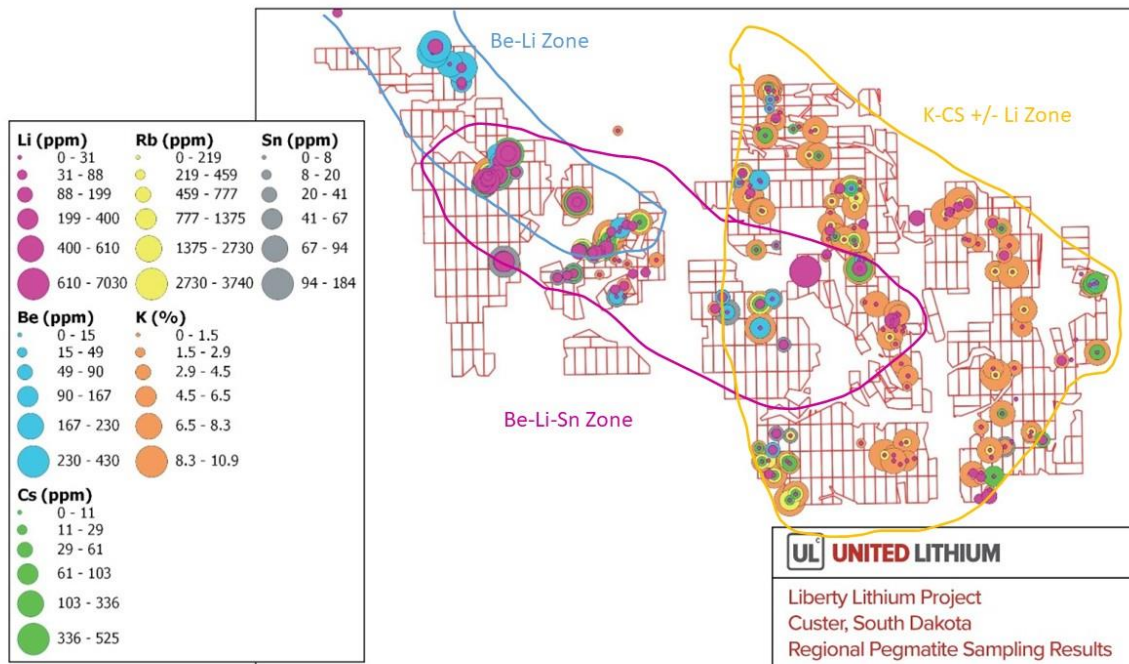 Be-Li Zone
K-CS +/- Li Zone
Be-Li-Sn Zone
Li (ppm)
0 - 31
31 - 88
88 - 199
199 - 400
400 - 610
610 - 7030
Rb (ppm)
0 - 219
219 - 459
459 - 777
777 - 1375
1375 - 2730
2730 - 3740
Sn (ppm)
0 - 8
8 - 20
20 - 41
41 - 67
67 - 94
94 - 184
Be (ppm)
0 - 15
15 - 49
49 - 90
90 - 167
167 - 230
230 - 430
K (%)
0 - 1.5
1.5 - 2.9
2.9 - 4.5
4.5 - 6.5
6.5 - 8.3
8.3 - 10.9
Cs (ppm)
0 - 11
11 - 29
29 - 61
61 - 103
103 - 336
336 - 525
UL c UNITED LITHIUM
Liberty Lithium Project
Custer, South Dakota
Regional Pegmatite Sampling Results